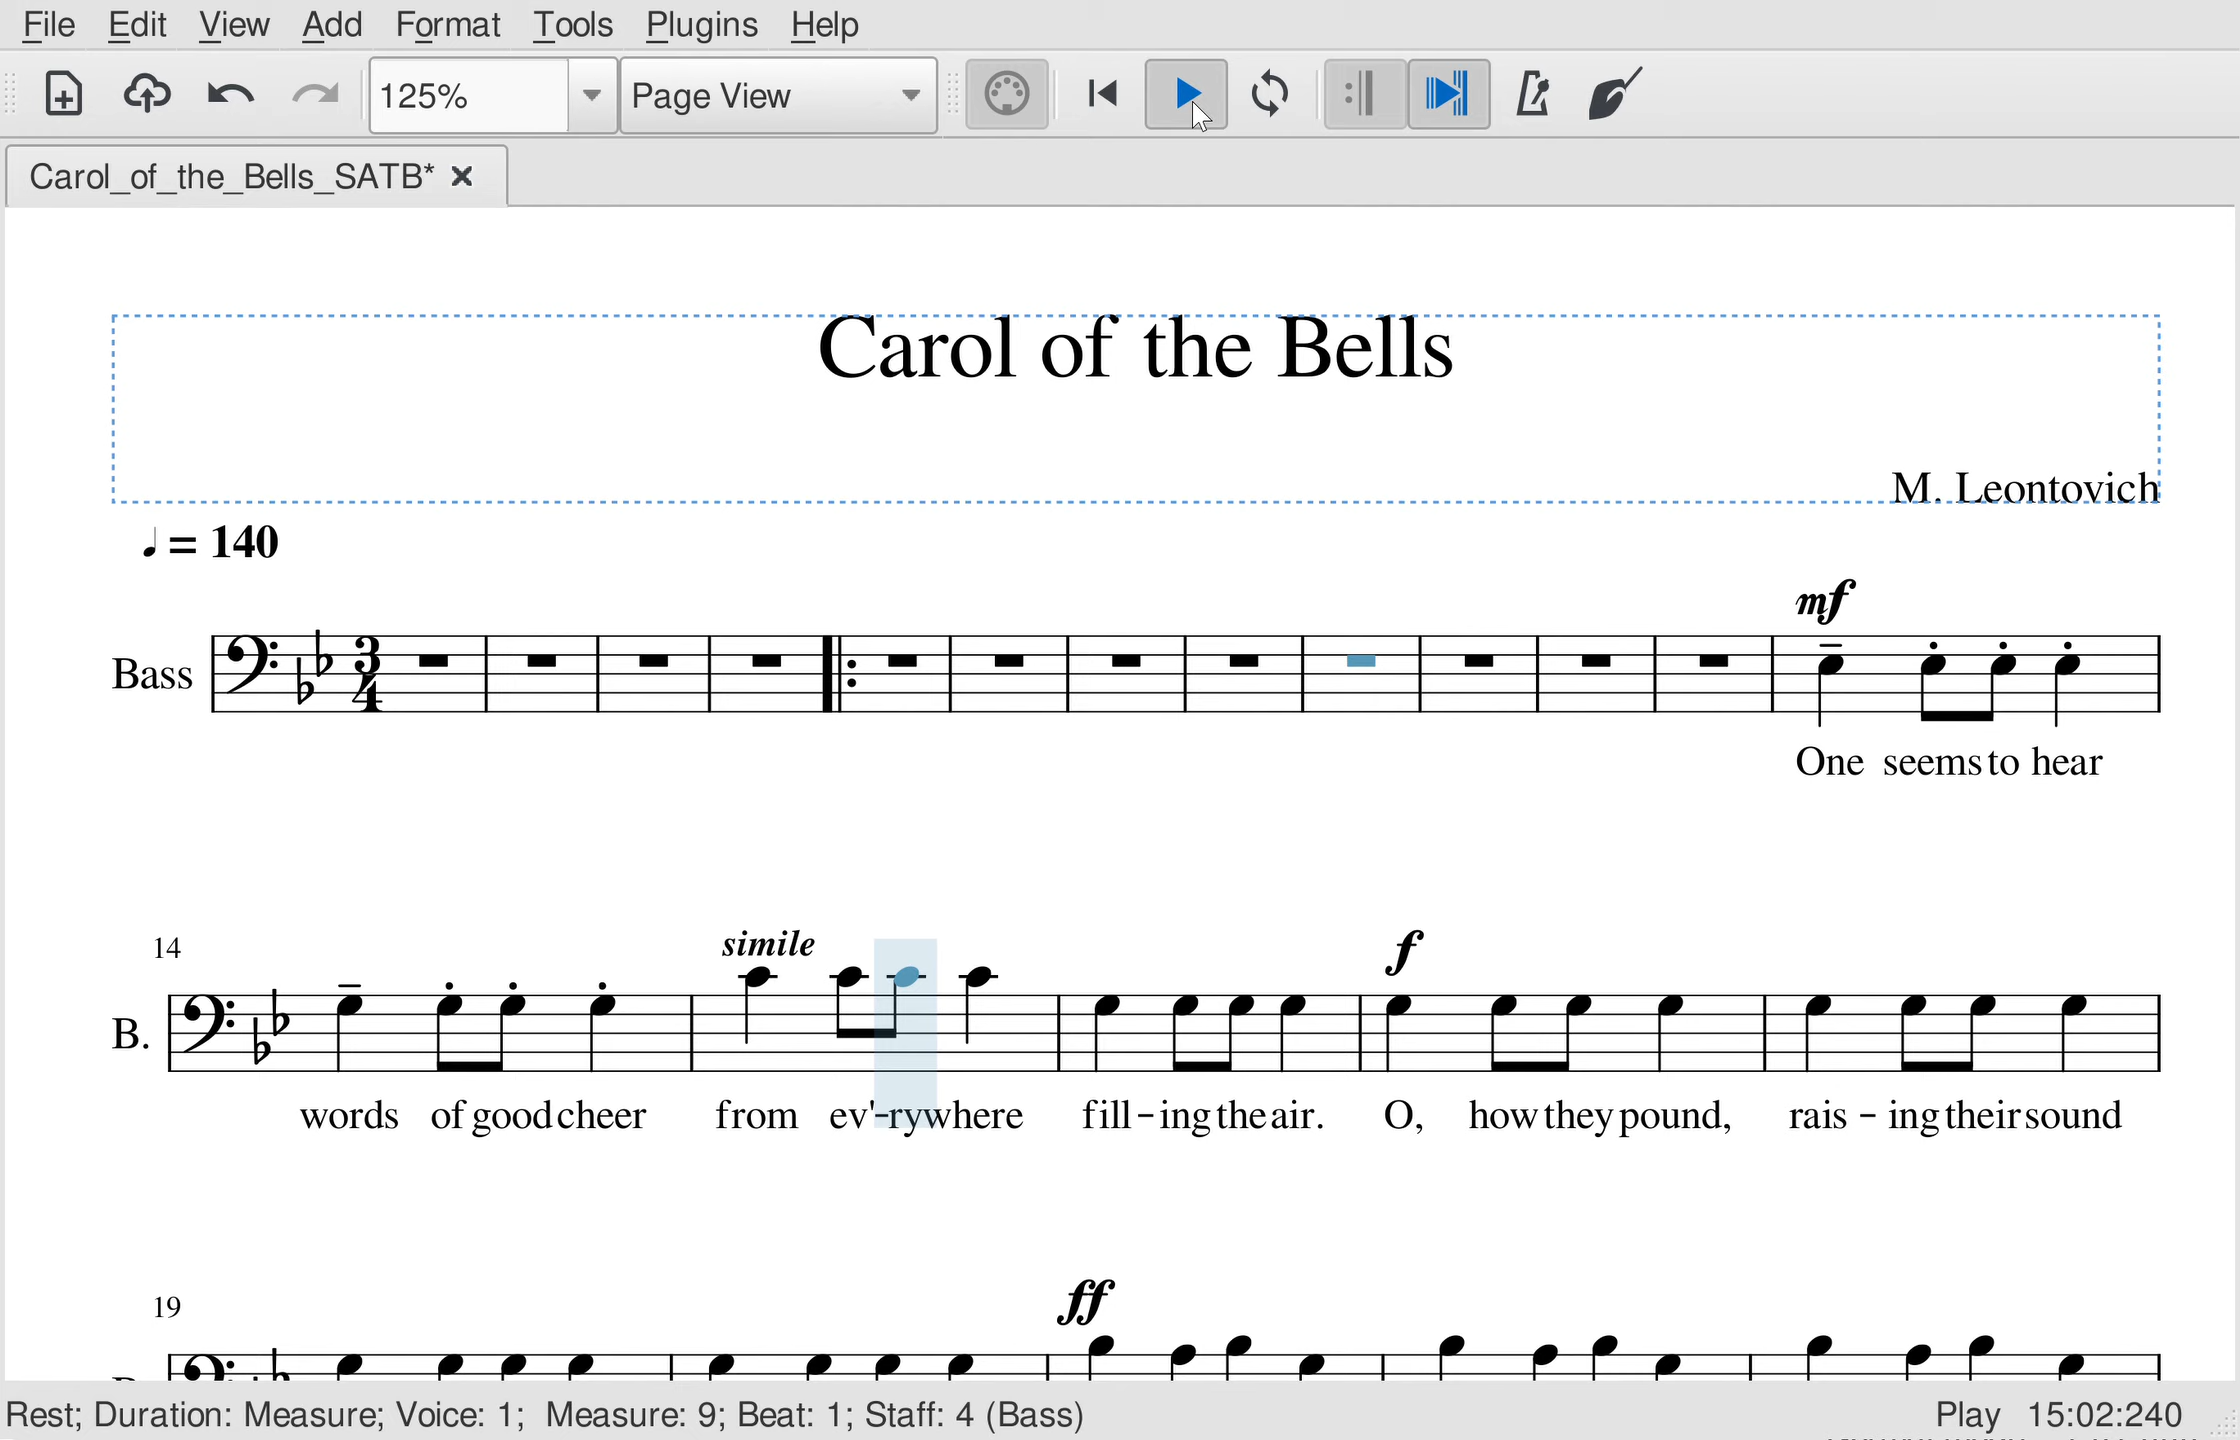 File Edit View Add Format Tools Plugins Help
125% Page View
Carol_of_the_Bells_SATB*
Carol of the Bells
M. Leontovich
♩ = 140
mf
Bass
3
4
One seems to hear
14
simile
f
B.
words of good cheer from ev'-rywhere fill-ing the air. O, how they pound, rais - ing their sound
19
ff
Rest; Duration: Measure; Voice: 1; Measure: 9; Beat: 1; Staff: 4 (Bass) Play 15:02:240